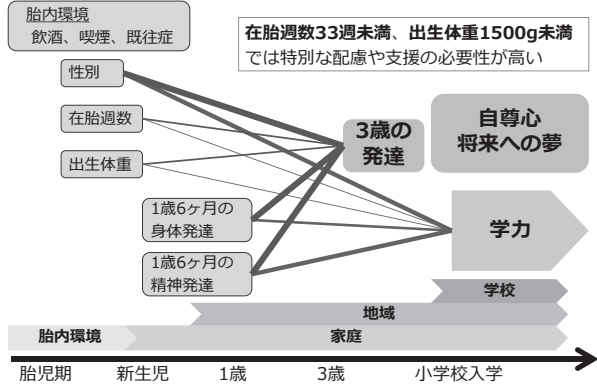 胎内環境
飲酒、喫煙、既往症
在胎週数33週未満、出生体重1500g未満
では特別な配慮や支援の必要性が高い
性別
在胎週数
出生体重
3歳の
発達
自尊心
将来への夢
1歳6ヶ月の
身体発達
1歳6ヶ月の
精神発達
学力
学校
地域
胎内環境
家庭
胎児期
新生児
1歳
3歳
小学校入学